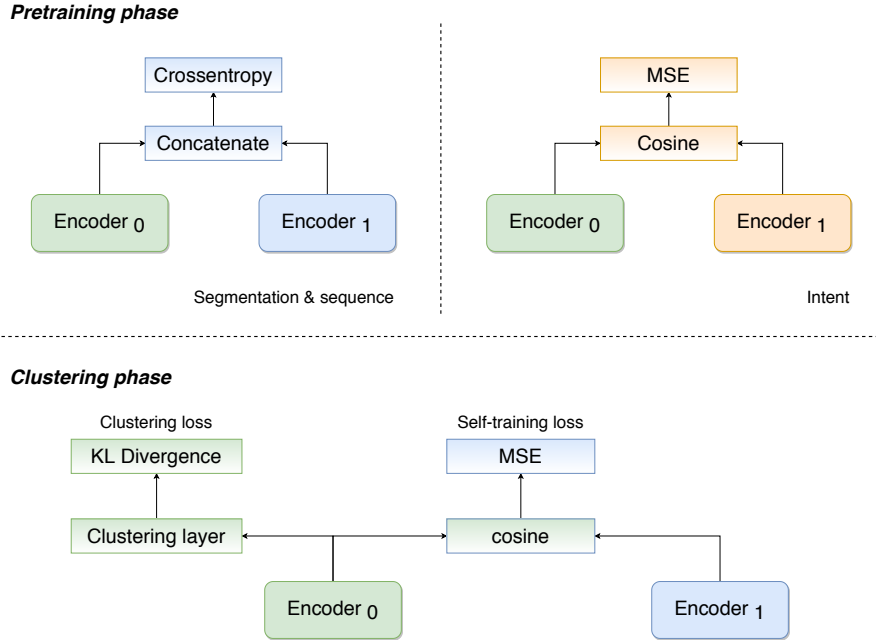 Pretraining phase
Crossentropy
MSE
Concatenate
Cosine
Encoder 0
Encoder 1
Encoder 0
Encoder 1
Segmentation & sequence
Intent
Clustering phase
Clustering loss
Self-training loss
KL Divergence
MSE
Clustering layer
cosine
Encoder 0
Encoder 1